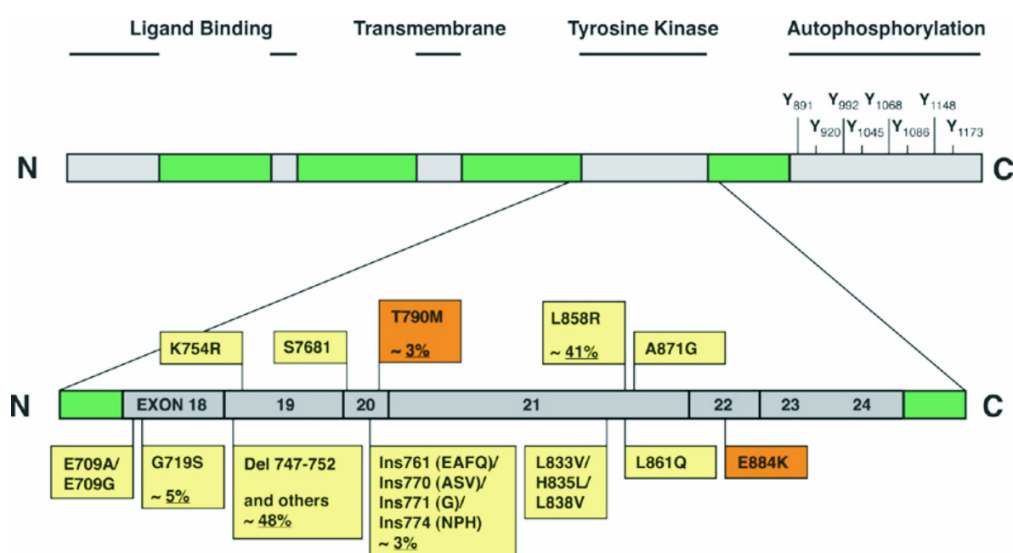 Ligand Binding Transmembrane Tyrosine Kinase Autophosphorylation
Y891 Y992 Y1068 Y1148
Y920 Y1045 Y1086 Y1173
N C
T790M
~ 3%
L858R
~ 41%
K754R S7681 A871G
N EXON 18 19 20 21 22 23 24 C
E709A/
E709G
G719S
~ 5%
Del 747-752
and others
~ 48%
Ins761 (EAFQ)/
Ins770 (ASV)/
Ins771 (G)/
Ins774 (NPH)
~ 3%
L833V/
H835L/
L838V
L861Q
E884K